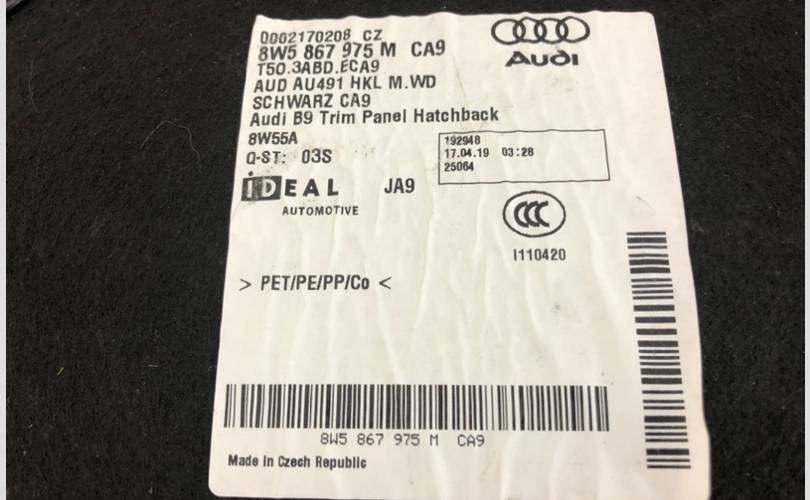 0002170208 CZ
8W5 867 975 M CA9
T50.3ABD.ECA9
AUD AU491 HKL M.WD
SCHWARZ CA9
Audi B9 Trim Panel Hatchback
8W55A
Q-ST: 03S
Audi
192948
17.04.19 03:28
25064
iDEAL JA9
AUTOMOTIVE
CCC
I110420
> PET/PE/PP/Co <
8W5 867 975 M CA9
Made In Czech Republic